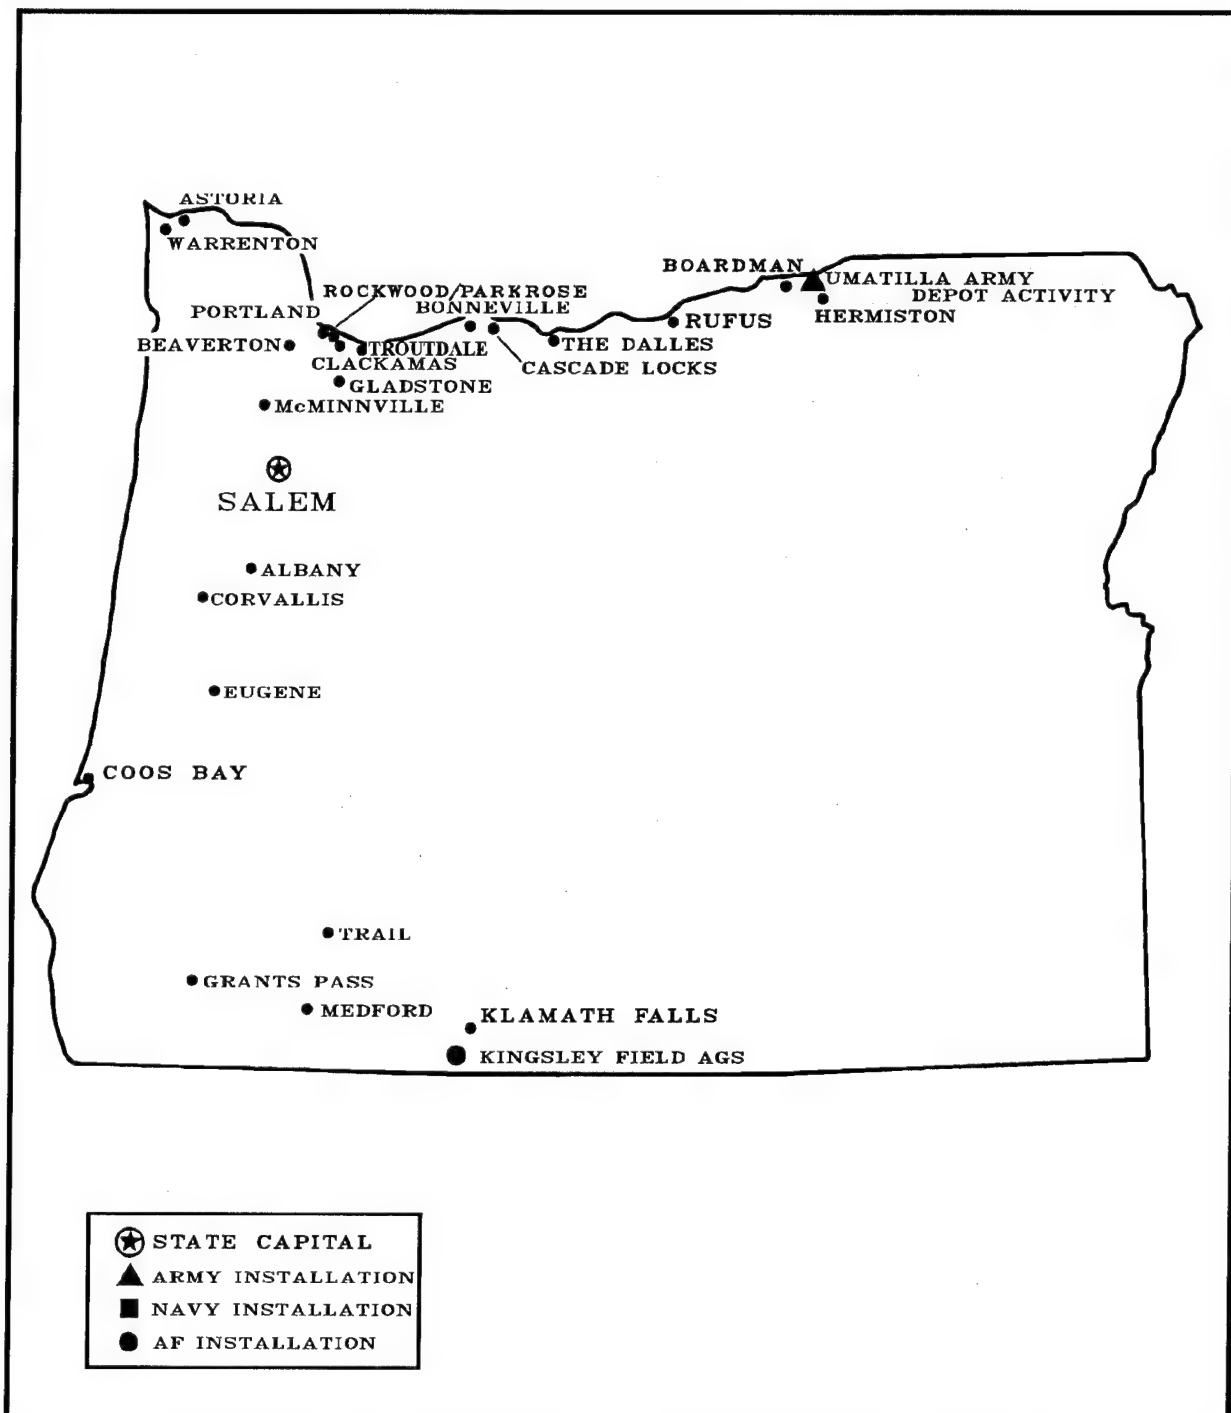 ASTORIA
WARRENTON
BOARDMAN
UMATILLA ARMY
DEPOT ACTIVITY
ROCKWOOD/PARKROSE
BONNEVILLE
PORTLAND
HERMISTON
RUFUS
BEAVERTON
TROUTDALE
THE DALLES
CLACKAMAS
CASCADE LOCKS
GLADSTONE
McMINNVILLE
SALEM
ALBANY
CORVALLIS
EUGENE
COOS BAY
TRAIL
GRANTS PASS
MEDFORD
KLAMATH FALLS
KINGSLEY FIELD AGS
STATE CAPITAL
ARMY INSTALLATION
NAVY INSTALLATION
AF INSTALLATION